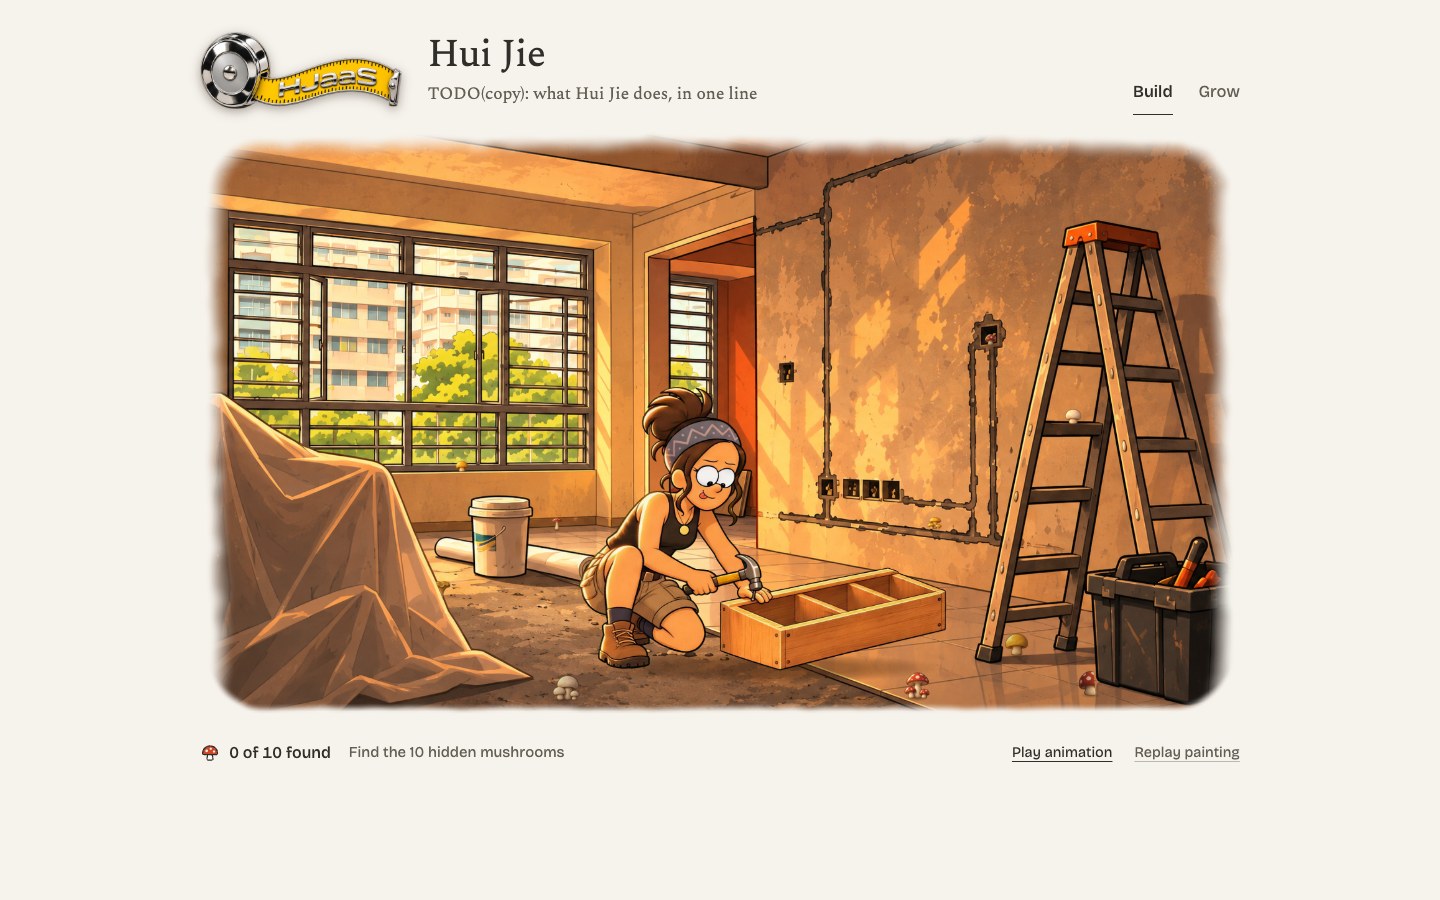 HJaaS
Hui Jie
TODO(copy): what Hui Jie does, in one line
Build
Grow
0 of 10 found
Find the 10 hidden mushrooms
Play animation
Replay painting